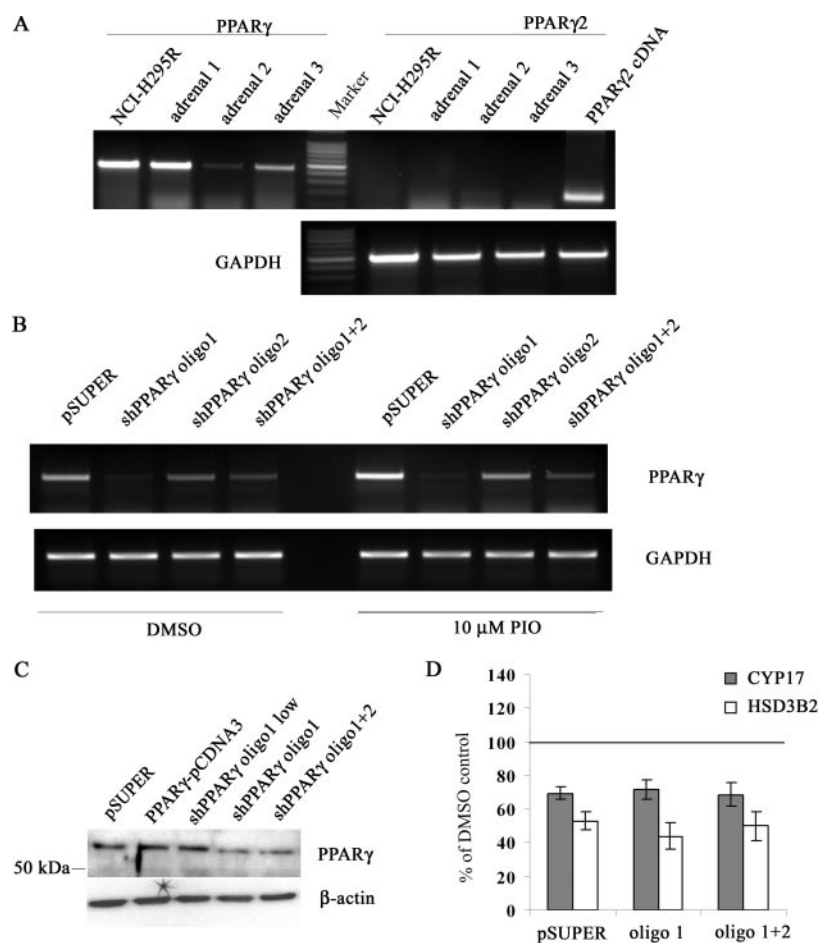 A
PPARγ
PPARγ2
NCI-H295R
adrenal 1
adrenal 2
adrenal 3
Marker
NCI-H295R
adrenal 1
adrenal 2
adrenal 3
PPARγ2 cDNA
GAPDH
B
pSUPER
shPPARγ oligo1
shPPARγ oligo2
shPPARγ oligo1+2
pSUPER
shPPARγ oligo1
shPPARγ oligo2
shPPARγ oligo1+2
PPARγ
GAPDH
DMSO
10 µM PIO
C
pSUPER
PPARγ-pCDNA3
shPPARγ oligo1 low
shPPARγ oligo1
shPPARγ oligo1+2
50 kDa
PPARγ
β-actin
D
CYP17
HSD3B2
% of DMSO control
140
120
100
80
60
40
20
0
pSUPER
oligo 1
oligo 1+2